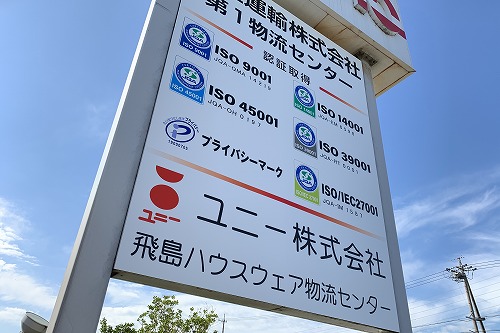 運輸株式会社
第1物流センター
認証取得
ISO 9001
JQA-QMA 14219
ISO 14001
ISO 45001
JQA-OH 0197
ISO 39001
プライバシーマーク
ISO/IEC27001
ユニー
ユニー株式会社
飛島ハウスウェア物流センター